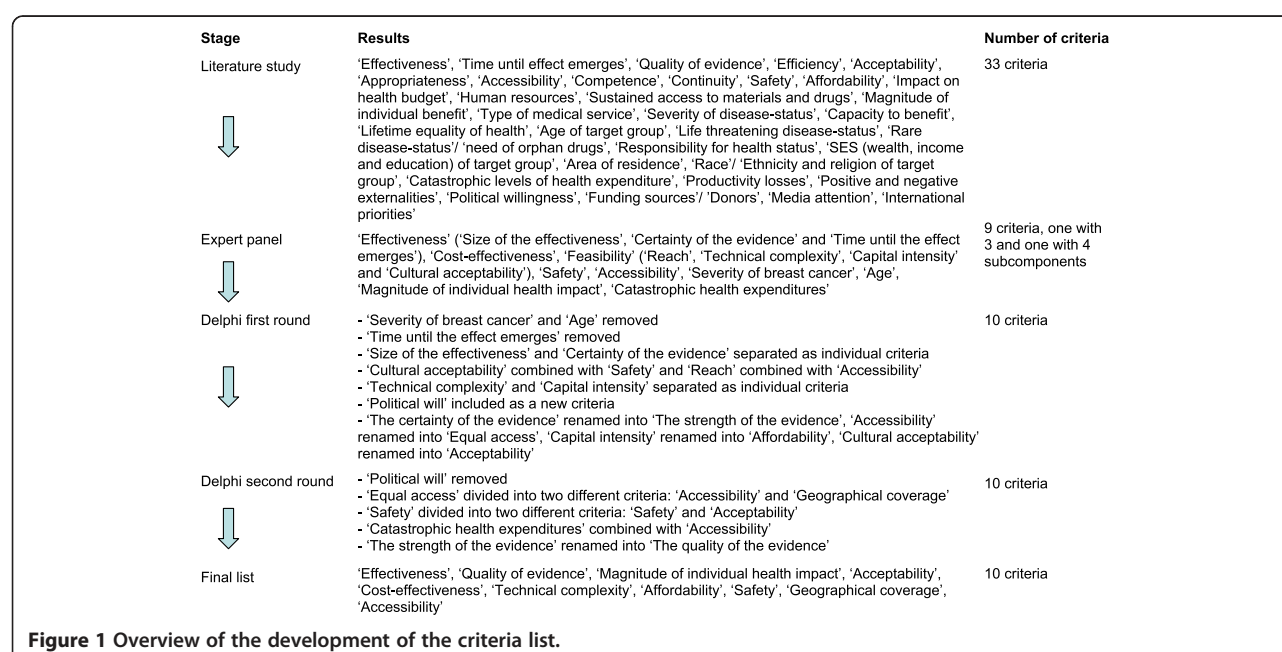 Stage Results Number of criteria
Literature study ‘Effectiveness’, ‘Time until effect emerges’, ‘Quality of evidence’, ‘Efficiency’, ‘Acceptability’, 33 criteria
‘Appropriateness’, ‘Accessibility’, ‘Competence’, ‘Continuity’, ‘Safety’, ‘Affordability’, ‘Impact on
health budget’, ‘Human resources’, ‘Sustained access to materials and drugs’, ‘Magnitude of
individual benefit’, ‘Type of medical service’, ‘Severity of disease-status’, ‘Capacity to benefit’,
‘Lifetime equality of health’, ‘Age of target group’, ‘Life threatening disease-status’, ‘Rare
disease-status’/ ‘need of orphan drugs’, ‘Responsibility for health status’, ‘SES (wealth, income
and education) of target group’, ‘Area of residence’, ‘Race’/ ‘Ethnicity and religion of target
group’, ‘Catastrophic levels of health expenditure’, ‘Productivity losses’, ‘Positive and negative
externalities’, ‘Political willingness’, ‘Funding sources’/ ’Donors’, ‘Media attention’, ‘International
priorities’
Expert panel ‘Effectiveness’ (‘Size of the effectiveness’, ‘Certainty of the evidence’ and ‘Time until the effect
emerges’), ‘Cost-effectiveness’, ‘Feasibility’ (‘Reach’, ‘Technical complexity’, ‘Capital intensity’
and ‘Cultural acceptability’), ‘Safety’, ‘Accessibility’, ‘Severity of breast cancer’, ‘Age’,
‘Magnitude of individual health impact’, ‘Catastrophic health expenditures’
9 criteria, one with
3 and one with 4
subcomponents
Delphi first round - ‘Severity of breast cancer’ and ‘Age’ removed 10 criteria
- ‘Time until the effect emerges’ removed
- ‘Size of the effectiveness’ and ‘Certainty of the evidence’ separated as individual criteria
- ‘Cultural acceptability’ combined with ‘Safety’ and ‘Reach’ combined with ‘Accessibility’
- ‘Technical complexity’ and ‘Capital intensity’ separated as individual criteria
- ‘Political will’ included as a new criteria
- ‘The certainty of the evidence’ renamed into ‘The strength of the evidence’, ‘Accessibility’
renamed into ‘Equal access’, ‘Capital intensity’ renamed into ‘Affordability’, ‘Cultural acceptability’
renamed into ‘Acceptability’
Delphi second round - ‘Political will’ removed 10 criteria
- ‘Equal access’ divided into two different criteria: ‘Accessibility’ and ‘Geographical coverage’
- ‘Safety’ divided into two different criteria: ‘Safety’ and ‘Acceptability’
- ‘Catastrophic health expenditures’ combined with ‘Accessibility’
- ‘The strength of the evidence’ renamed into ‘The quality of the evidence’
Final list ‘Effectiveness’, ‘Quality of evidence’, ‘Magnitude of individual health impact’, ‘Acceptability’, 10 criteria
‘Cost-effectiveness’, ‘Technical complexity’, ‘Affordability’, ‘Safety’, ‘Geographical coverage’,
‘Accessibility’
Figure 1 Overview of the development of the criteria list.